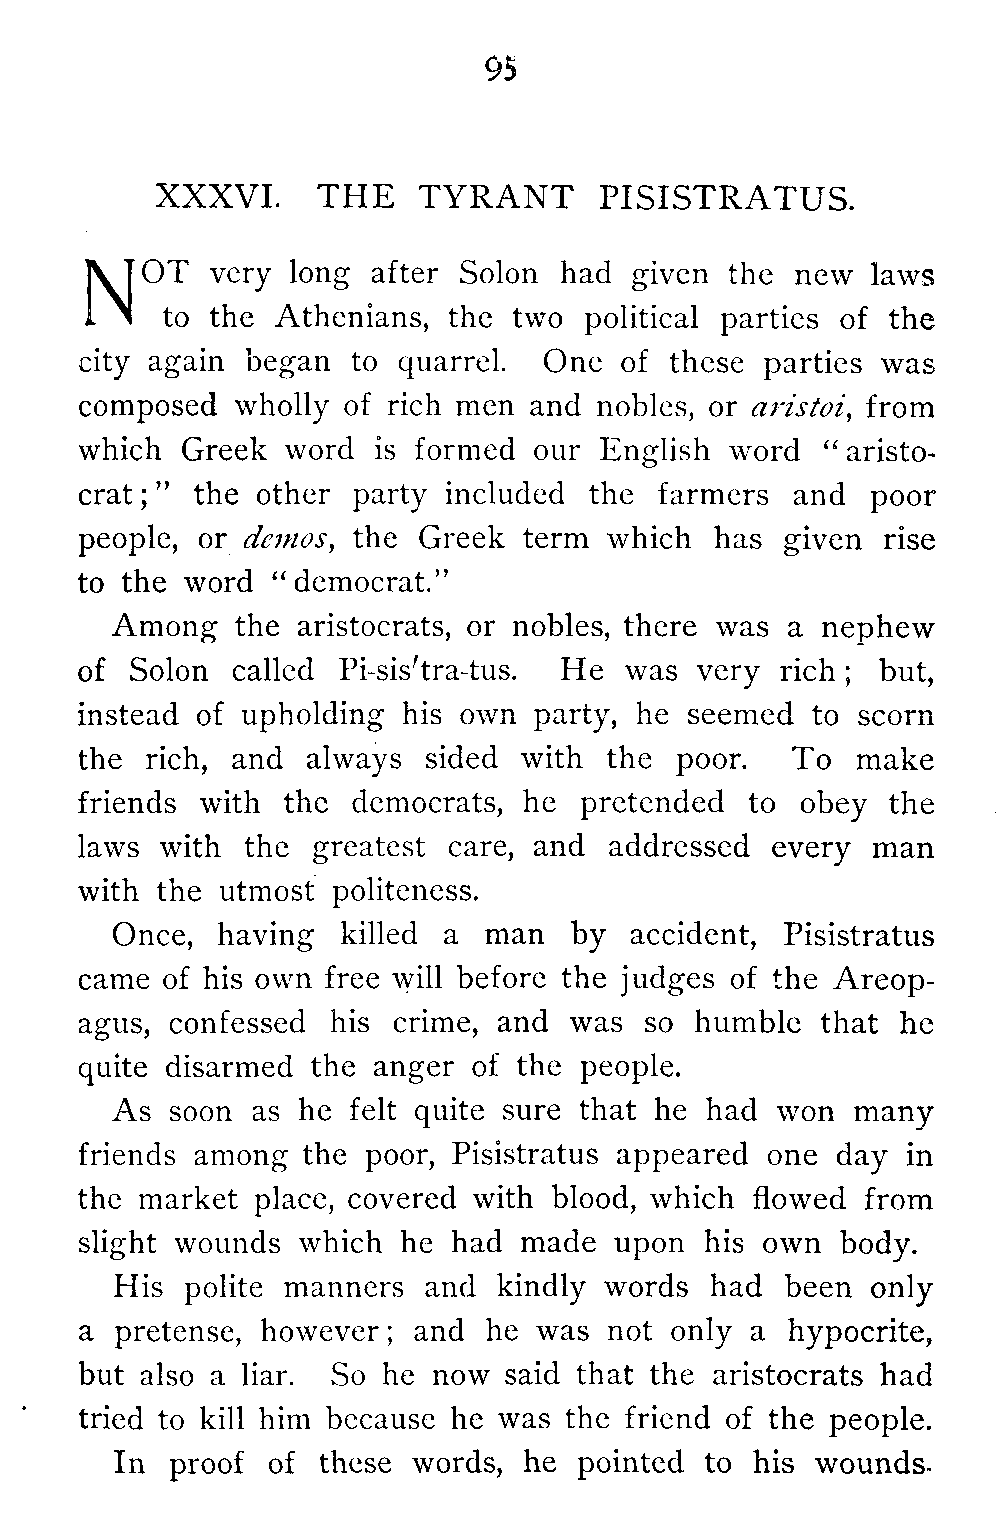 95
XXXVI. THE TYRANT PISISTRATUS.
NOT very long after Solon had given the new laws
to the Athenians, the two political parties of the
city again began to quarrel. One of these parties was
composed wholly of rich men and nobles, or aristoi, from
which Greek word is formed our English word "aristo-
crat;" the other party included the farmers and poor
people, or demos, the Greek term which has given rise
to the word "democrat."
Among the aristocrats, or nobles, there was a nephew
of Solon called Pi-sis'tra-tus. He was very rich; but,
instead of upholding his own party, he seemed to scorn
the rich, and always sided with the poor. To make
friends with the democrats, he pretended to obey the
laws with the greatest care, and addressed every man
with the utmost politeness.
Once, having killed a man by accident, Pisistratus
came of his own free will before the judges of the Areop-
agus, confessed his crime, and was so humble that he
quite disarmed the anger of the people.
As soon as he felt quite sure that he had won many
friends among the poor, Pisistratus appeared one day in
the market place, covered with blood, which flowed from
slight wounds which he had made upon his own body.
His polite manners and kindly words had been only
a pretense, however; and he was not only a hypocrite,
but also a liar. So he now said that the aristocrats had
tried to kill him because he was the friend of the people.
In proof of these words, he pointed to his wounds.